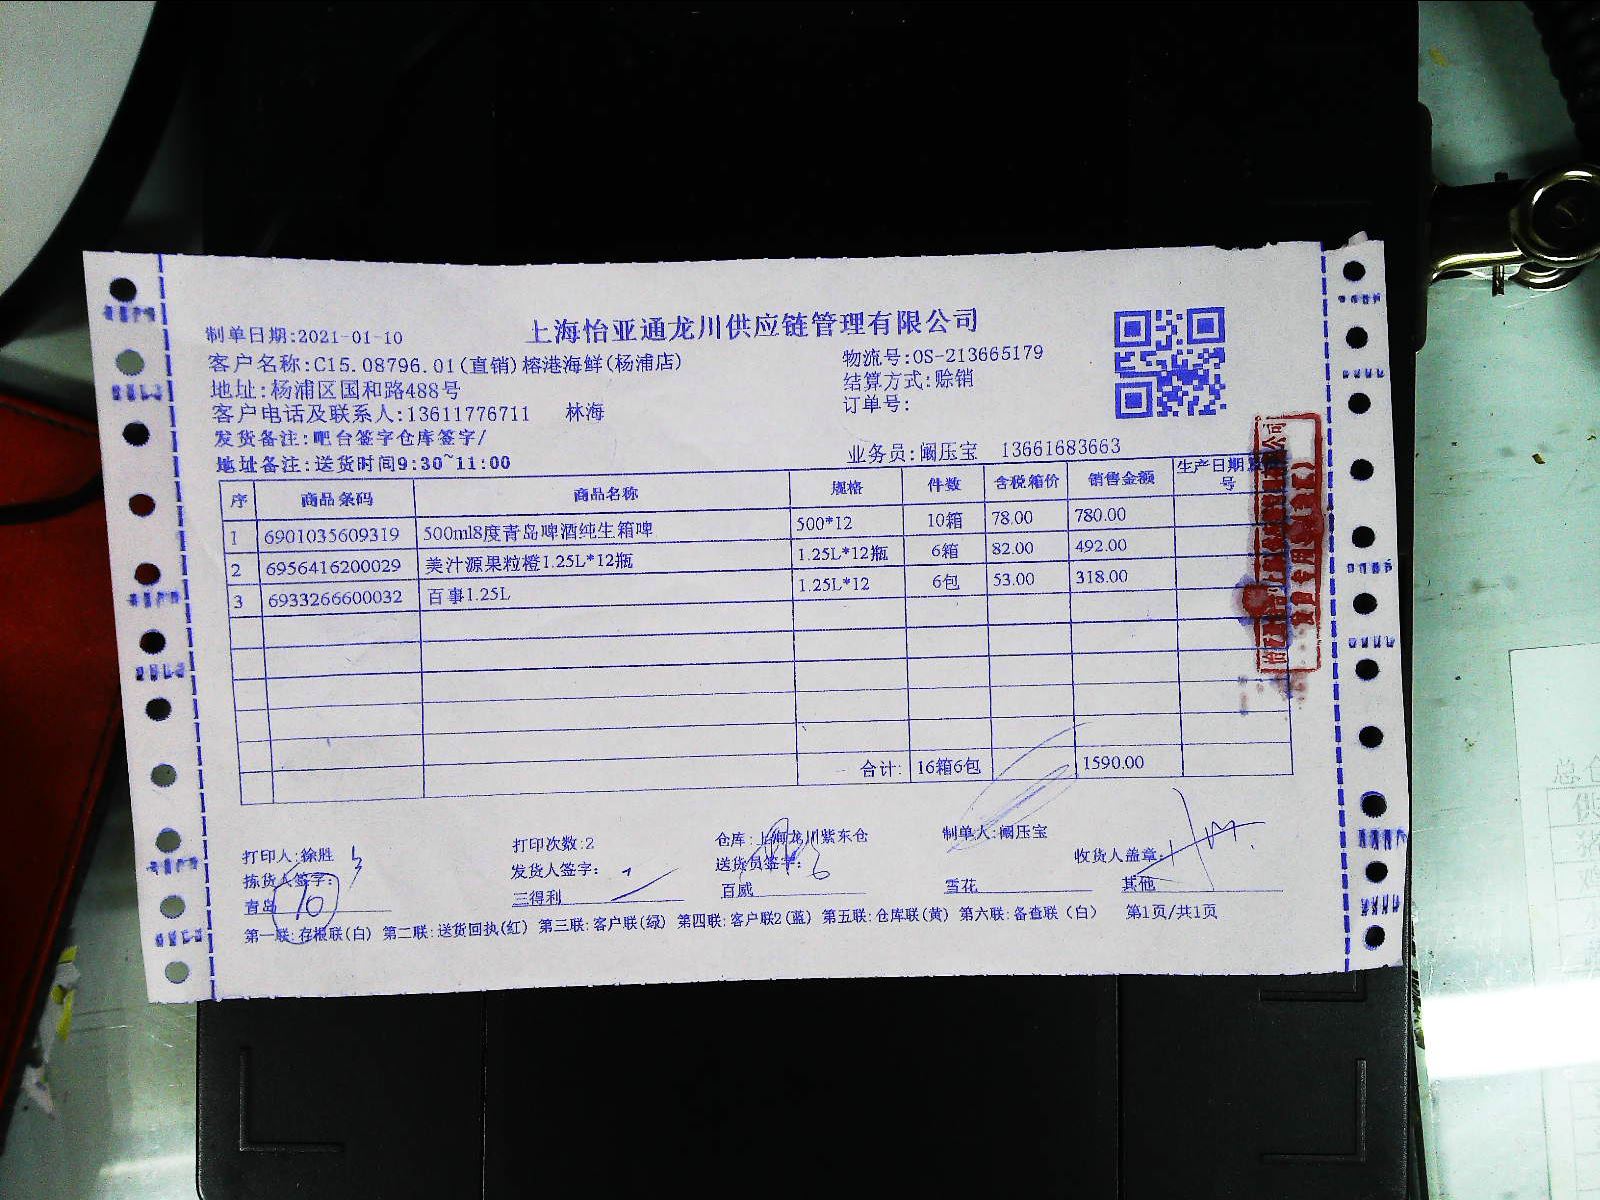 上海怡亚通龙川供应链管理有限公司
制单日期:2021-01-10
客户名称:C15.08796.01(直销)榕港海鲜(杨浦店)
物流号:OS-213665179
地址:杨浦区国和路488号
结算方式:赊销
客户电话及联系人:13611776711 林海
订单号:
发货备注:吧台签字仓库签字/
地址备注:送货时间9:30~11:00
业务员:阚压宝 13661683663
序 商品条码 商品名称 规格 件数 含税箱价 销售金额 生产日期 号
1 6901035609319 500ml8度青岛啤酒纯生箱啤 500*12 10箱 78.00 780.00
2 6956416200029 美汁源果粒橙1.25L*12瓶 1.25L*12瓶 6箱 82.00 492.00
3 6933266600032 百事1.25L 1.25L*12 6包 53.00 318.00
合计: 16箱6包 1590.00
打印人:徐胜 打印次数:2 仓库:上海龙川紫东仓 制单人:阚压宝
拣货人签字: 发货人签字: 送货员签字: 收货人盖章:
青岛 10 三得利 百威 6 雪花 其他
第一联:存根联(白) 第二联:送货回执(红) 第三联:客户联(绿) 第四联:客户联2(蓝) 第五联:仓库联(黄) 第六联:备查联(白) 第1页/共1页